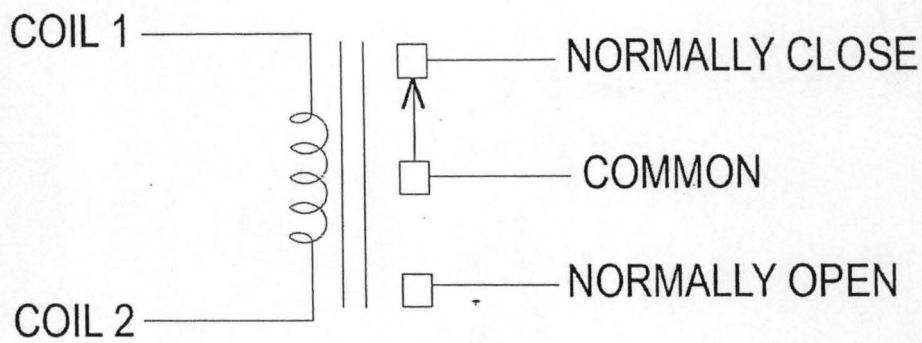 COIL 1
NORMALLY CLOSE
COMMON
NORMALLY OPEN
COIL 2